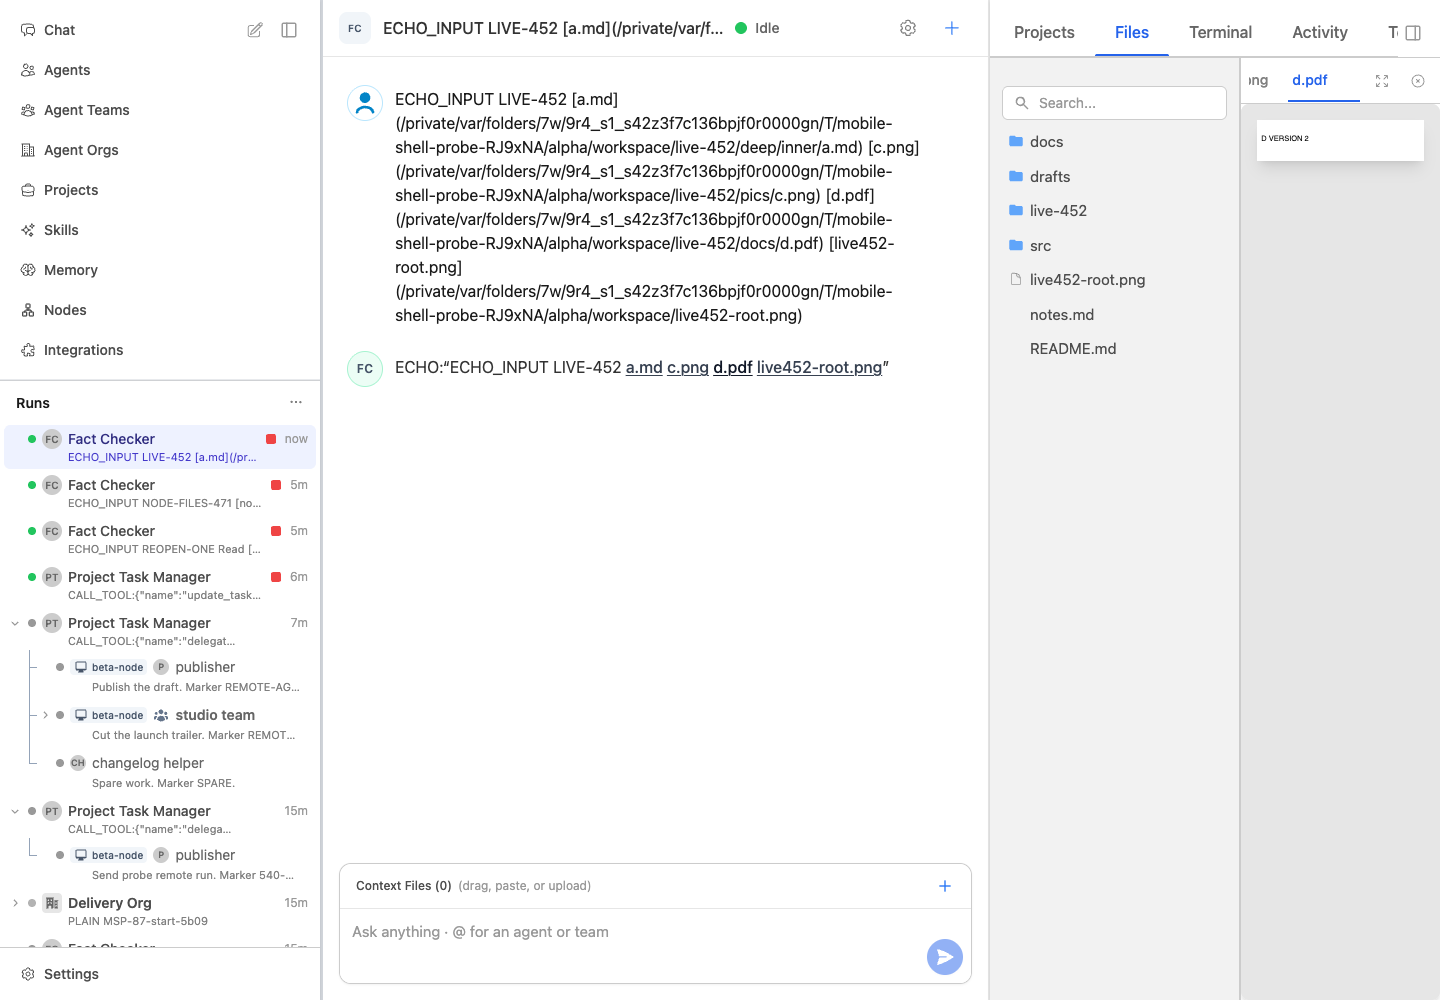 Chat
Agents
Agent Teams
Agent Orgs
Projects
Skills
Memory
Nodes
Integrations
Runs
Fact Checker now
ECHO_INPUT LIVE-452 [a.md](/pr...
Fact Checker 5m
ECHO_INPUT NODE-FILES-471 [no...
Fact Checker 5m
ECHO_INPUT REOPEN-ONE Read [...
Project Task Manager 6m
CALL_TOOL:{"name":"update_task...
Project Task Manager 7m
CALL_TOOL:{"name":"delegat...
beta-node P publisher
Publish the draft. Marker REMOTE-AG...
beta-node studio team
Cut the launch trailer. Marker REMOT...
CH changelog helper
Spare work. Marker SPARE.
PT Project Task Manager 15m
CALL_TOOL:{"name":"delega...
beta-node P publisher
Send probe remote run. Marker 540-...
Delivery Org 15m
PLAIN MSP-87-start-5b09
Fact Checker 15m
Settings
FC ECHO_INPUT LIVE-452 [a.md](/private/var/f... Idle
ECHO_INPUT LIVE-452 [a.md]
(/private/var/folders/7w/9r4_s1_s42z3f7c136bpjf0r0000gn/T/mobile-
shell-probe-RJ9xNA/alpha/workspace/live-452/deep/inner/a.md) [c.png]
(/private/var/folders/7w/9r4_s1_s42z3f7c136bpjf0r0000gn/T/mobile-
shell-probe-RJ9xNA/alpha/workspace/live-452/pics/c.png) [d.pdf]
(/private/var/folders/7w/9r4_s1_s42z3f7c136bpjf0r0000gn/T/mobile-
shell-probe-RJ9xNA/alpha/workspace/live-452/docs/d.pdf) [live452-
root.png]
(/private/var/folders/7w/9r4_s1_s42z3f7c136bpjf0r0000gn/T/mobile-
shell-probe-RJ9xNA/alpha/workspace/live452-root.png)
FC ECHO:“ECHO_INPUT LIVE-452 a.md c.png d.pdf live452-root.png”
Context Files (0) (drag, paste, or upload)
Ask anything · @ for an agent or team
Projects Files Terminal Activity
Search...
docs
drafts
live-452
src
live452-root.png
notes.md
README.md
d.pdf
D VERSION 2